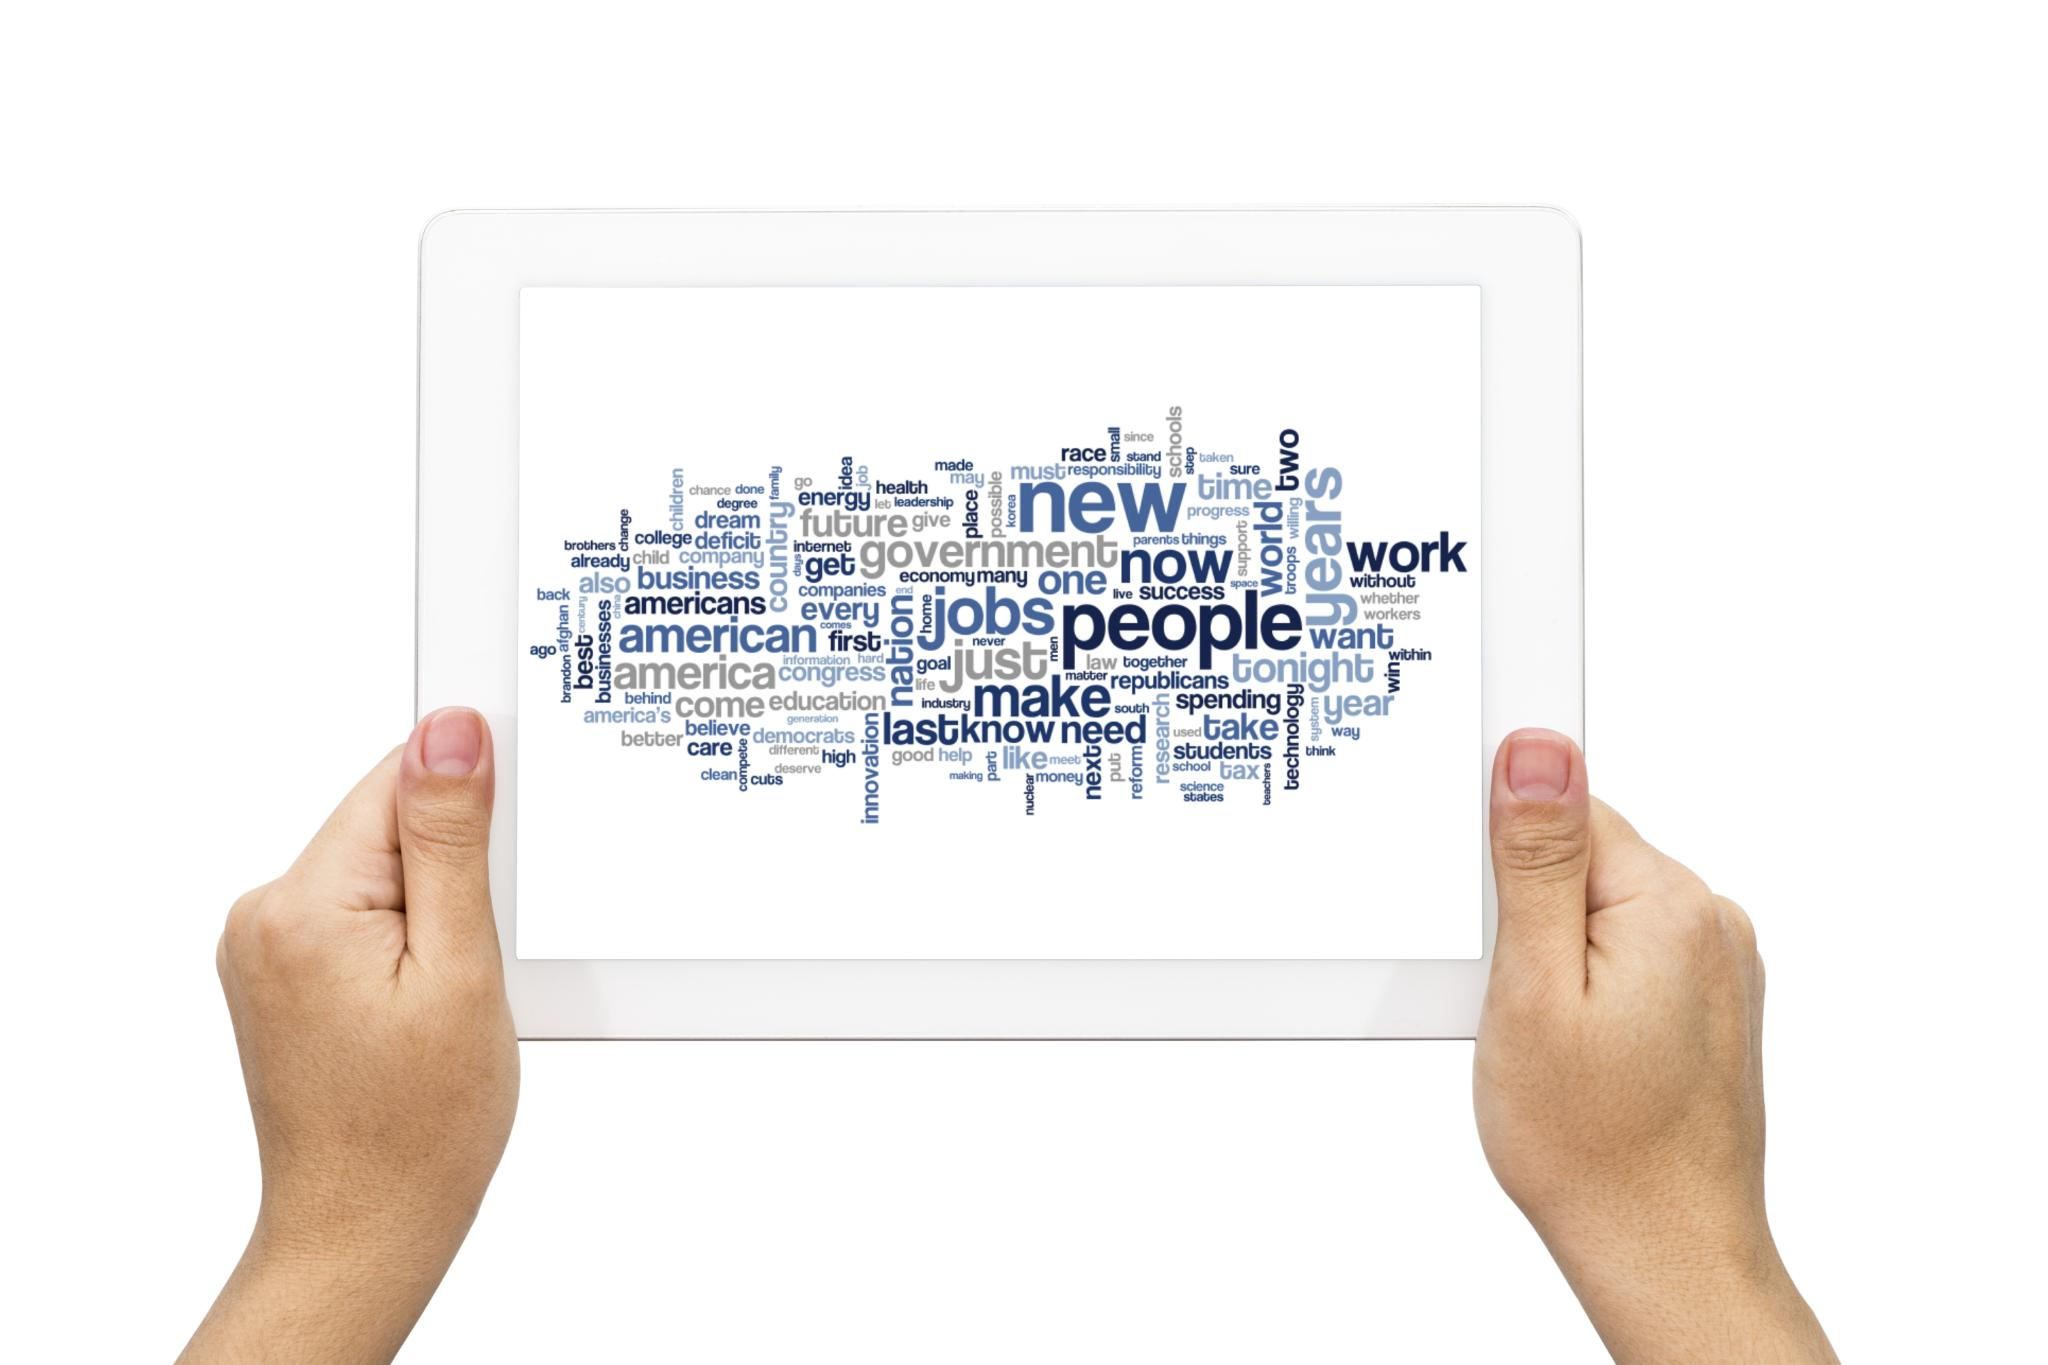 schools
small
since
two
race
stand
step
taken
must
responsibility
sure
years
idea
job
made
may
possible
new
time
children
chance
done
family
go
energy
health
let
leadership
place
korea
progress
world
willing
degree
country
dream
future
give
parents
things
support
work
brothers
change
college
deficit
internet
government
now
troops
already
child
company
days
get
economy
many
one
space
without
also
business
companies
end
live
success
whether
back
century
china
americans
every
nation
home
jobs
people
workers
afghan
businesses
american
comes
first
never
men
want
ago
best
information
hard
goal
just
law
together
tonight
within
brandon
america
congress
life
matter
republicans
win
behind
come
education
industry
make
south
research
spending
technology
year
america's
generation
innovation
last
know
need
used
take
system
way
better
believe
democrats
care
compete
different
high
good
help
part
like
meet
next
put
reform
students
think
clean
cuts
deserve
making
nuclear
money
school
tax
teachers
science
states